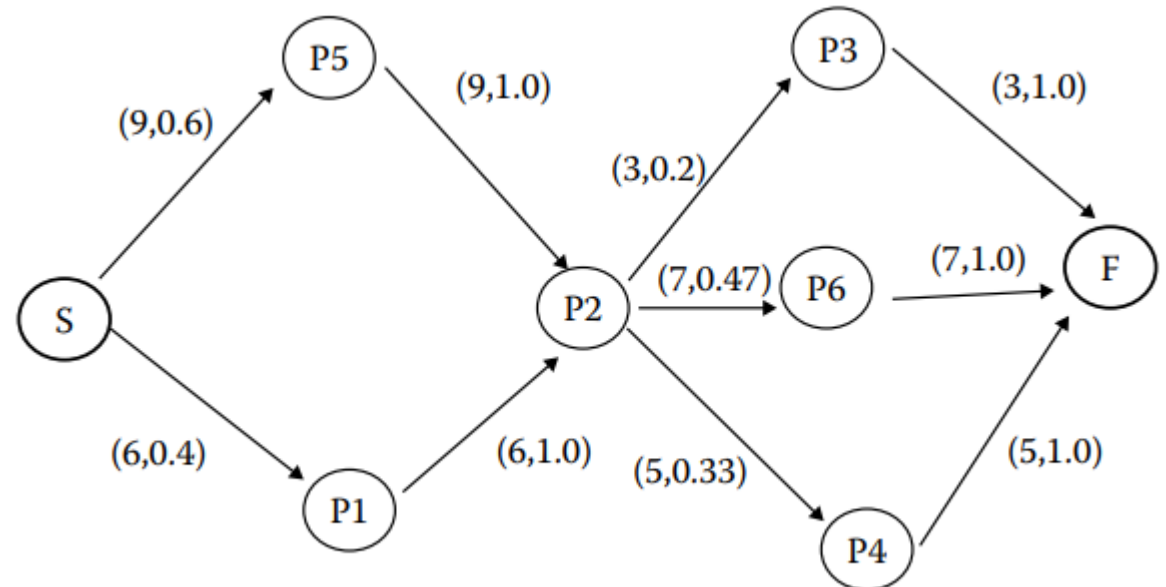 P5
P3
(9,1.0)
(3,1.0)
(9,0.6)
(3,0.2)
(7,1.0)
F
(7,0.47)
P6
S
P2
(6,0.4)
(6,1.0)
(5,0.33)
(5,1.0)
P1
P4